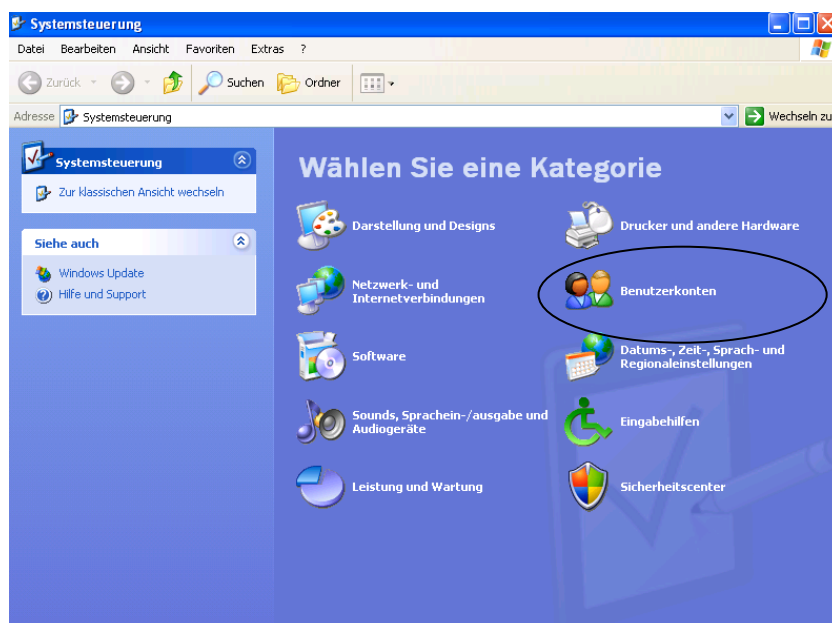 Systemsteuerung
Datei Bearbeiten Ansicht Favoriten Extras ?
Zurück Suchen Ordner
Adresse Systemsteuerung Wechseln zu
Systemsteuerung
Zur klassischen Ansicht wechseln
Siehe auch
Windows Update
Hilfe und Support
Wählen Sie eine Kategorie
Darstellung und Designs
Drucker und andere Hardware
Netzwerk- und
Internetverbindungen
Benutzerkonten
Software
Datums-, Zeit-, Sprach- und
Regionaleinstellungen
Sounds, Sprachein-/ausgabe und
Audiogeräte
Eingabehilfen
Leistung und Wartung
Sicherheitscenter